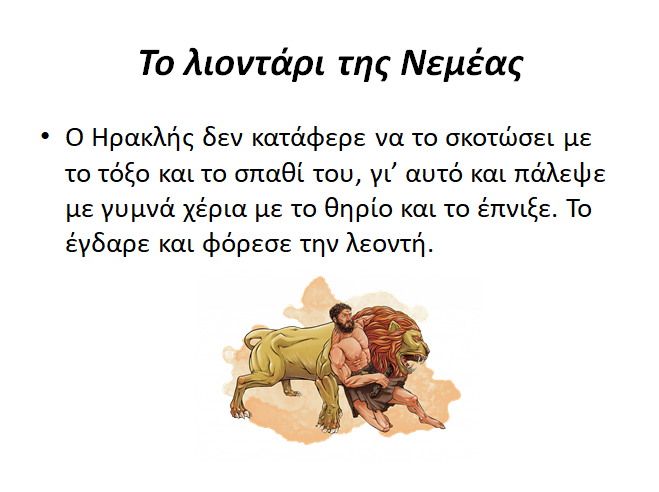 Το λιοντάρι της Νεμέας
• Ο Ηρακλής δεν κατάφερε να το σκοτώσει με
το τόξο και το σπαθί του, γι’ αυτό και πάλεψε
με γυμνά χέρια με το θηρίο και το έπνιξε. Το
έγδαρε και φόρεσε την λεοντή.